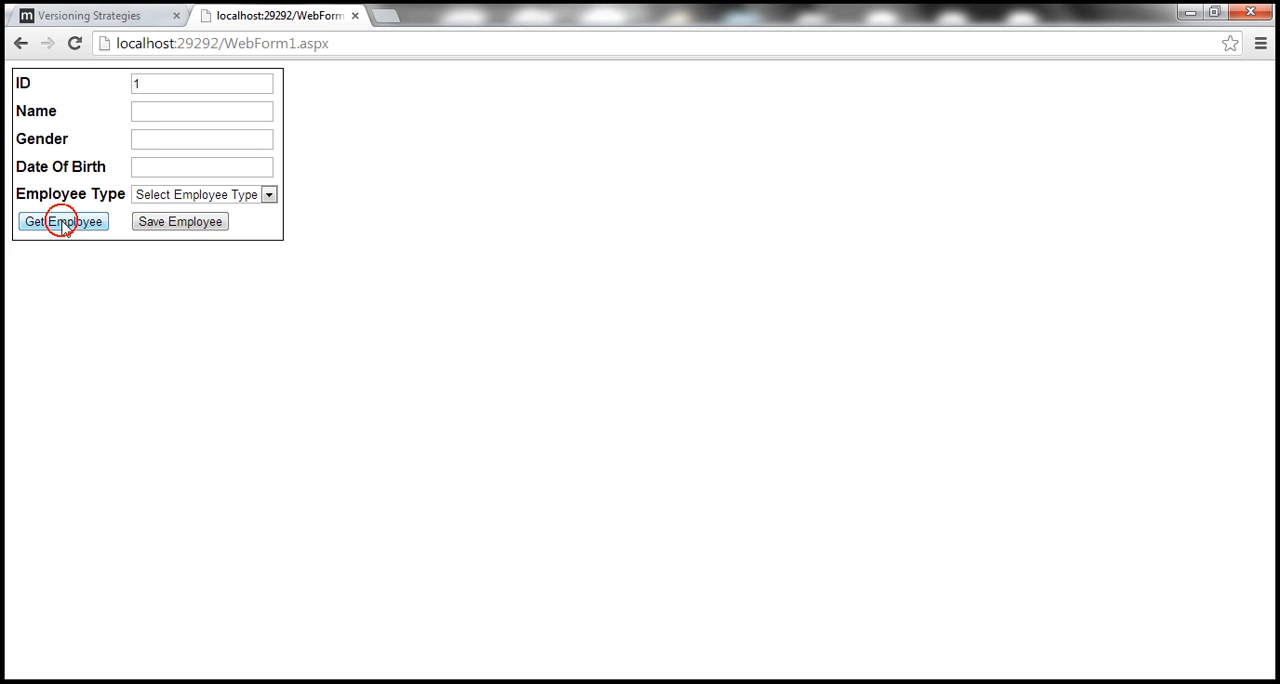 m Versioning Strategies
localhost:29292/WebForm
localhost:29292/WebForm1.aspx
ID 1
Name
Gender
Date Of Birth
Employee Type Select Employee Type
Get Employee Save Employee